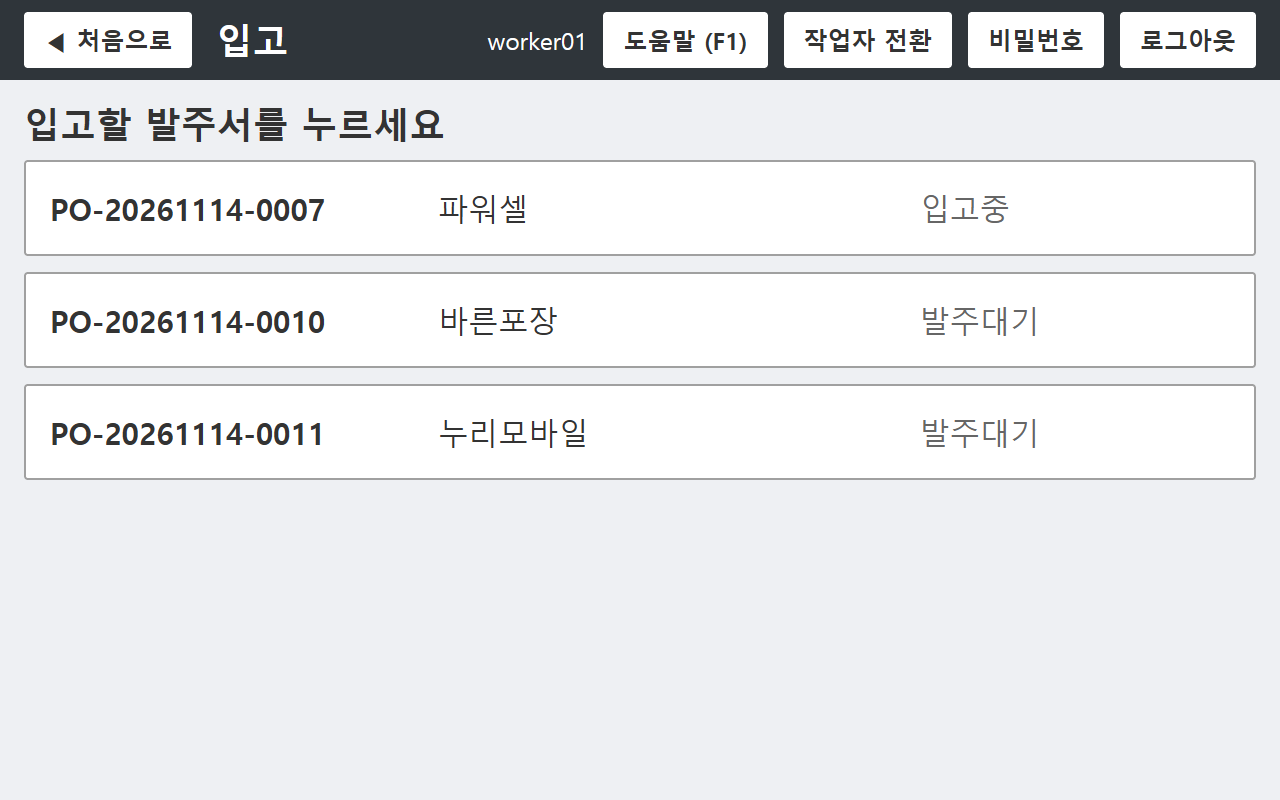 ◀ 처음으로 입고 worker01 도움말 (F1) 작업자 전환 비밀번호 로그아웃
입고할 발주서를 누르세요
PO-20261114-0007 파워셀 입고중
PO-20261114-0010 바른포장 발주대기
PO-20261114-0011 누리모바일 발주대기